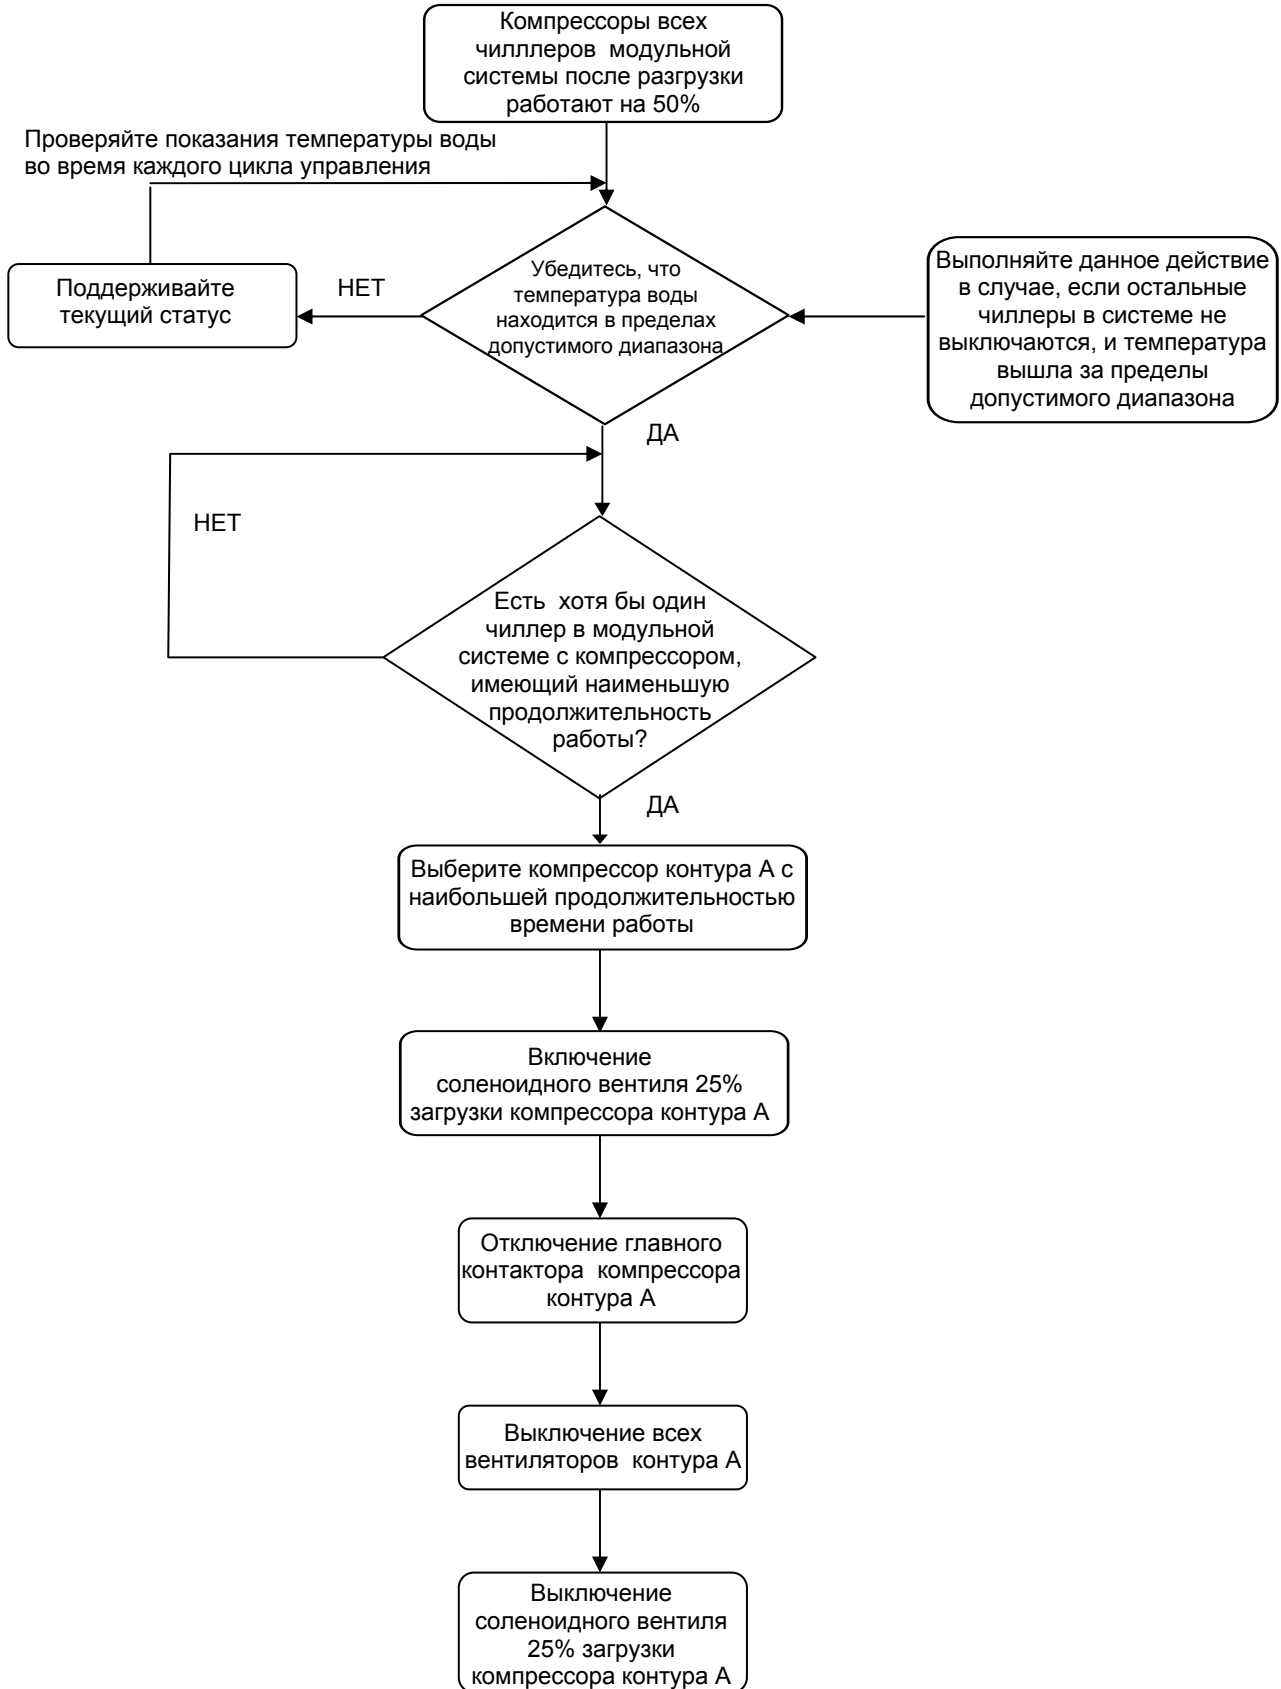 Компрессоры всех
чилллеров модульной
системы после разгрузки
работают на 50%
Проверяйте показания температуры воды
во время каждого цикла управления
Поддерживайте
текущий статус
НЕТ
Убедитесь, что
температура воды
находится в пределах
допустимого диапазона
Выполняйте данное действие
в случае, если остальные
чиллеры в системе не
выключаются, и температура
вышла за пределы
допустимого диапазона
ДА
НЕТ
Есть хотя бы один
чиллер в модульной
системе с компрессором,
имеющий наименьшую
продолжительность
работы?
ДА
Выберите компрессор контура А с
наибольшей продолжительностью
времени работы
Включение
соленоидного вентиля 25%
загрузки компрессора контура А
Отключение главного
контактора компрессора
контура А
Выключение всех
вентиляторов контура А
Выключение
соленоидного вентиля
25% загрузки
компрессора контура А